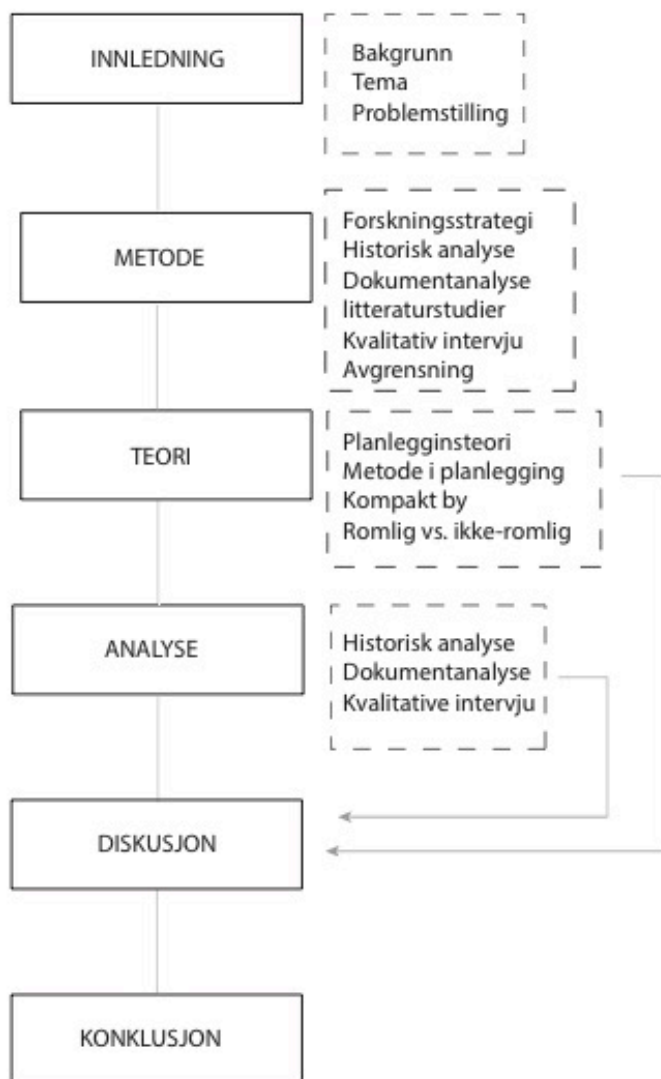 INNLEDNING
Bakgrunn
Tema
Problemstilling
METODE
Forskningsstrategi
Historisk analyse
Dokumentanalyse
litteraturstudier
Kvalitativ intervju
Avgrensning
TEORI
Planlegginsteori
Metode i planlegging
Kompakt by
Romlig vs. ikke-romlig
ANALYSE
Historisk analyse
Dokumentanalyse
Kvalitative intervju
DISKUSJON
KONKLUSJON